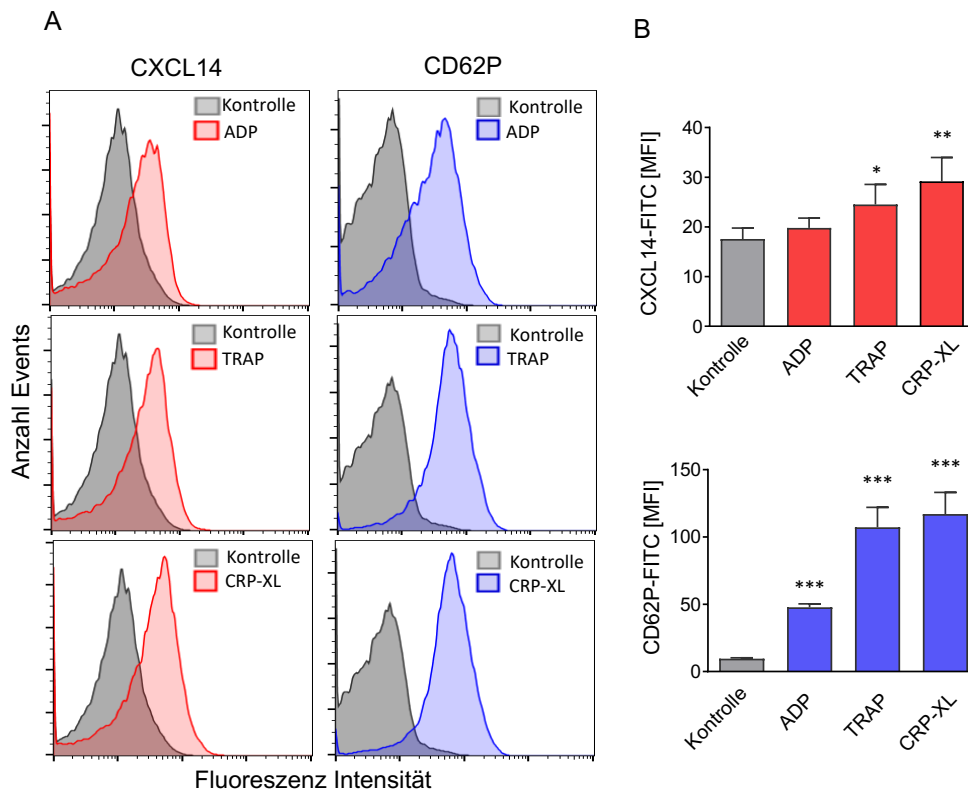 A
CXCL14
CD62P
Kontrolle
ADP
Kontrolle
ADP
Kontrolle
TRAP
Kontrolle
TRAP
Kontrolle
CRP-XL
Kontrolle
CRP-XL
Anzahl Events
Fluoreszenz Intensität
B
CXCL14-FITC [MFI]
40
30
20
10
0
*
**
Kontrolle
ADP
TRAP
CRP-XL
CD62P-FITC [MFI]
150
100
50
0
***
***
***
Kontrolle
ADP
TRAP
CRP-XL